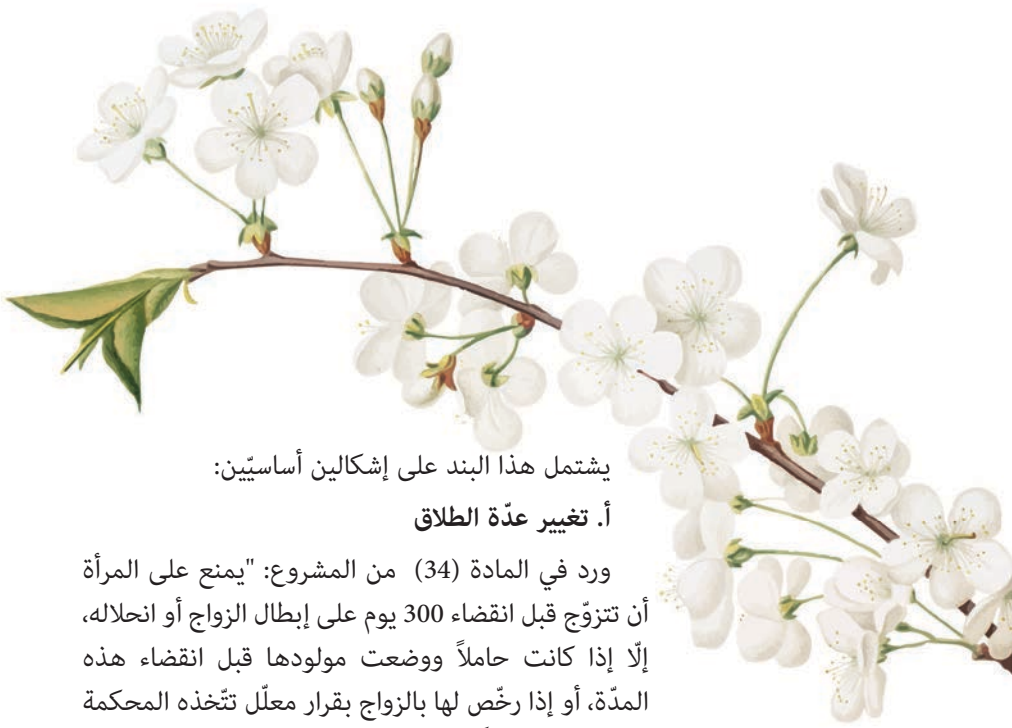 يشتمل هذا البند على إشكالين أساسيّين:
أ. تغيير عدّة الطلاق
ورد في المادة (34) من المشروع: "يمنع على المرأة
أن تتزوّج قبل انقضاء 300 يوم على إبطال الزواج أو انحلاله،
إلّا إذا كانت حاملاً ووضعت مولودها قبل انقضاء هذه
المدّة، أو إذا رخّص لها بالزواج بقرار معلّل تتّخذه المحكمة